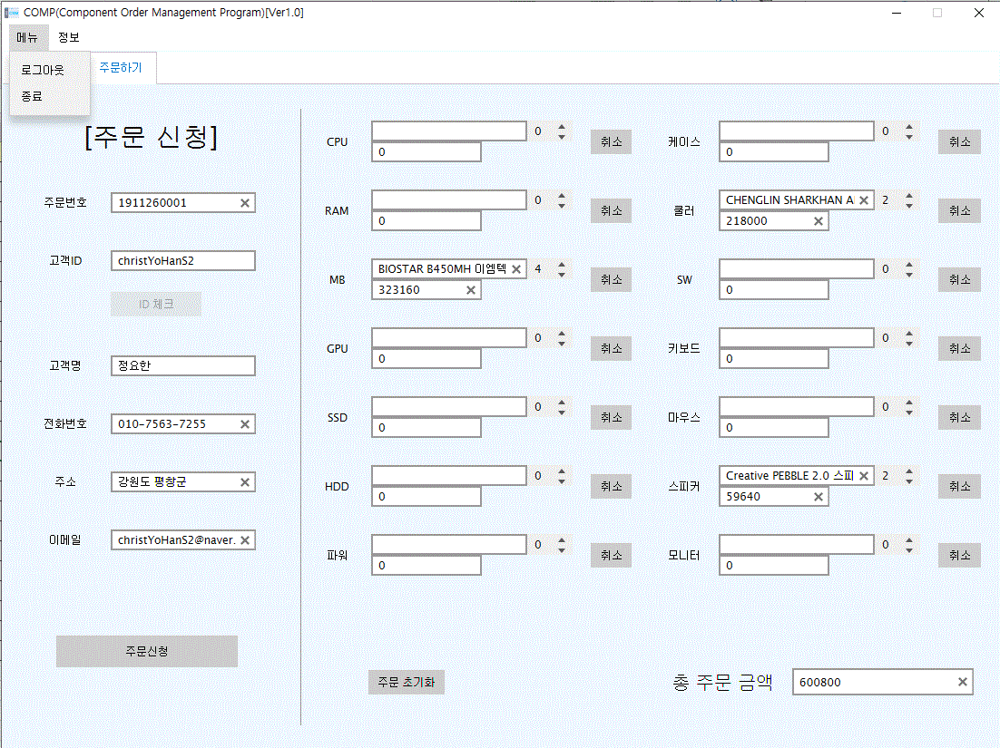 COMP(Component Order Management Program)[Ver1.0]
메뉴 정보
로그아웃
종료
주문하기
[주문 신청]
주문번호 1911260001
고객ID christYoHanS2
ID 체크
고객명 정요한
전화번호 010-7563-7255
주소 강원도 평창군
이메일 christYoHanS2@naver.
주문신청
CPU 0 취소
0
RAM 0 취소
0
MB BIOSTAR B450MH 이엠텍 4 취소
323160
GPU 0 취소
0
SSD 0 취소
0
HDD 0 취소
0
파워 0 취소
0
케이스 0 취소
0
쿨러 CHENGLIN SHARKHAN A 2 취소
218000
SW 0 취소
0
키보드 0 취소
0
마우스 0 취소
0
스피커 Creative PEBBLE 2.0 스피 2 취소
59640
모니터 0 취소
0
주문 초기화
총 주문 금액 600800